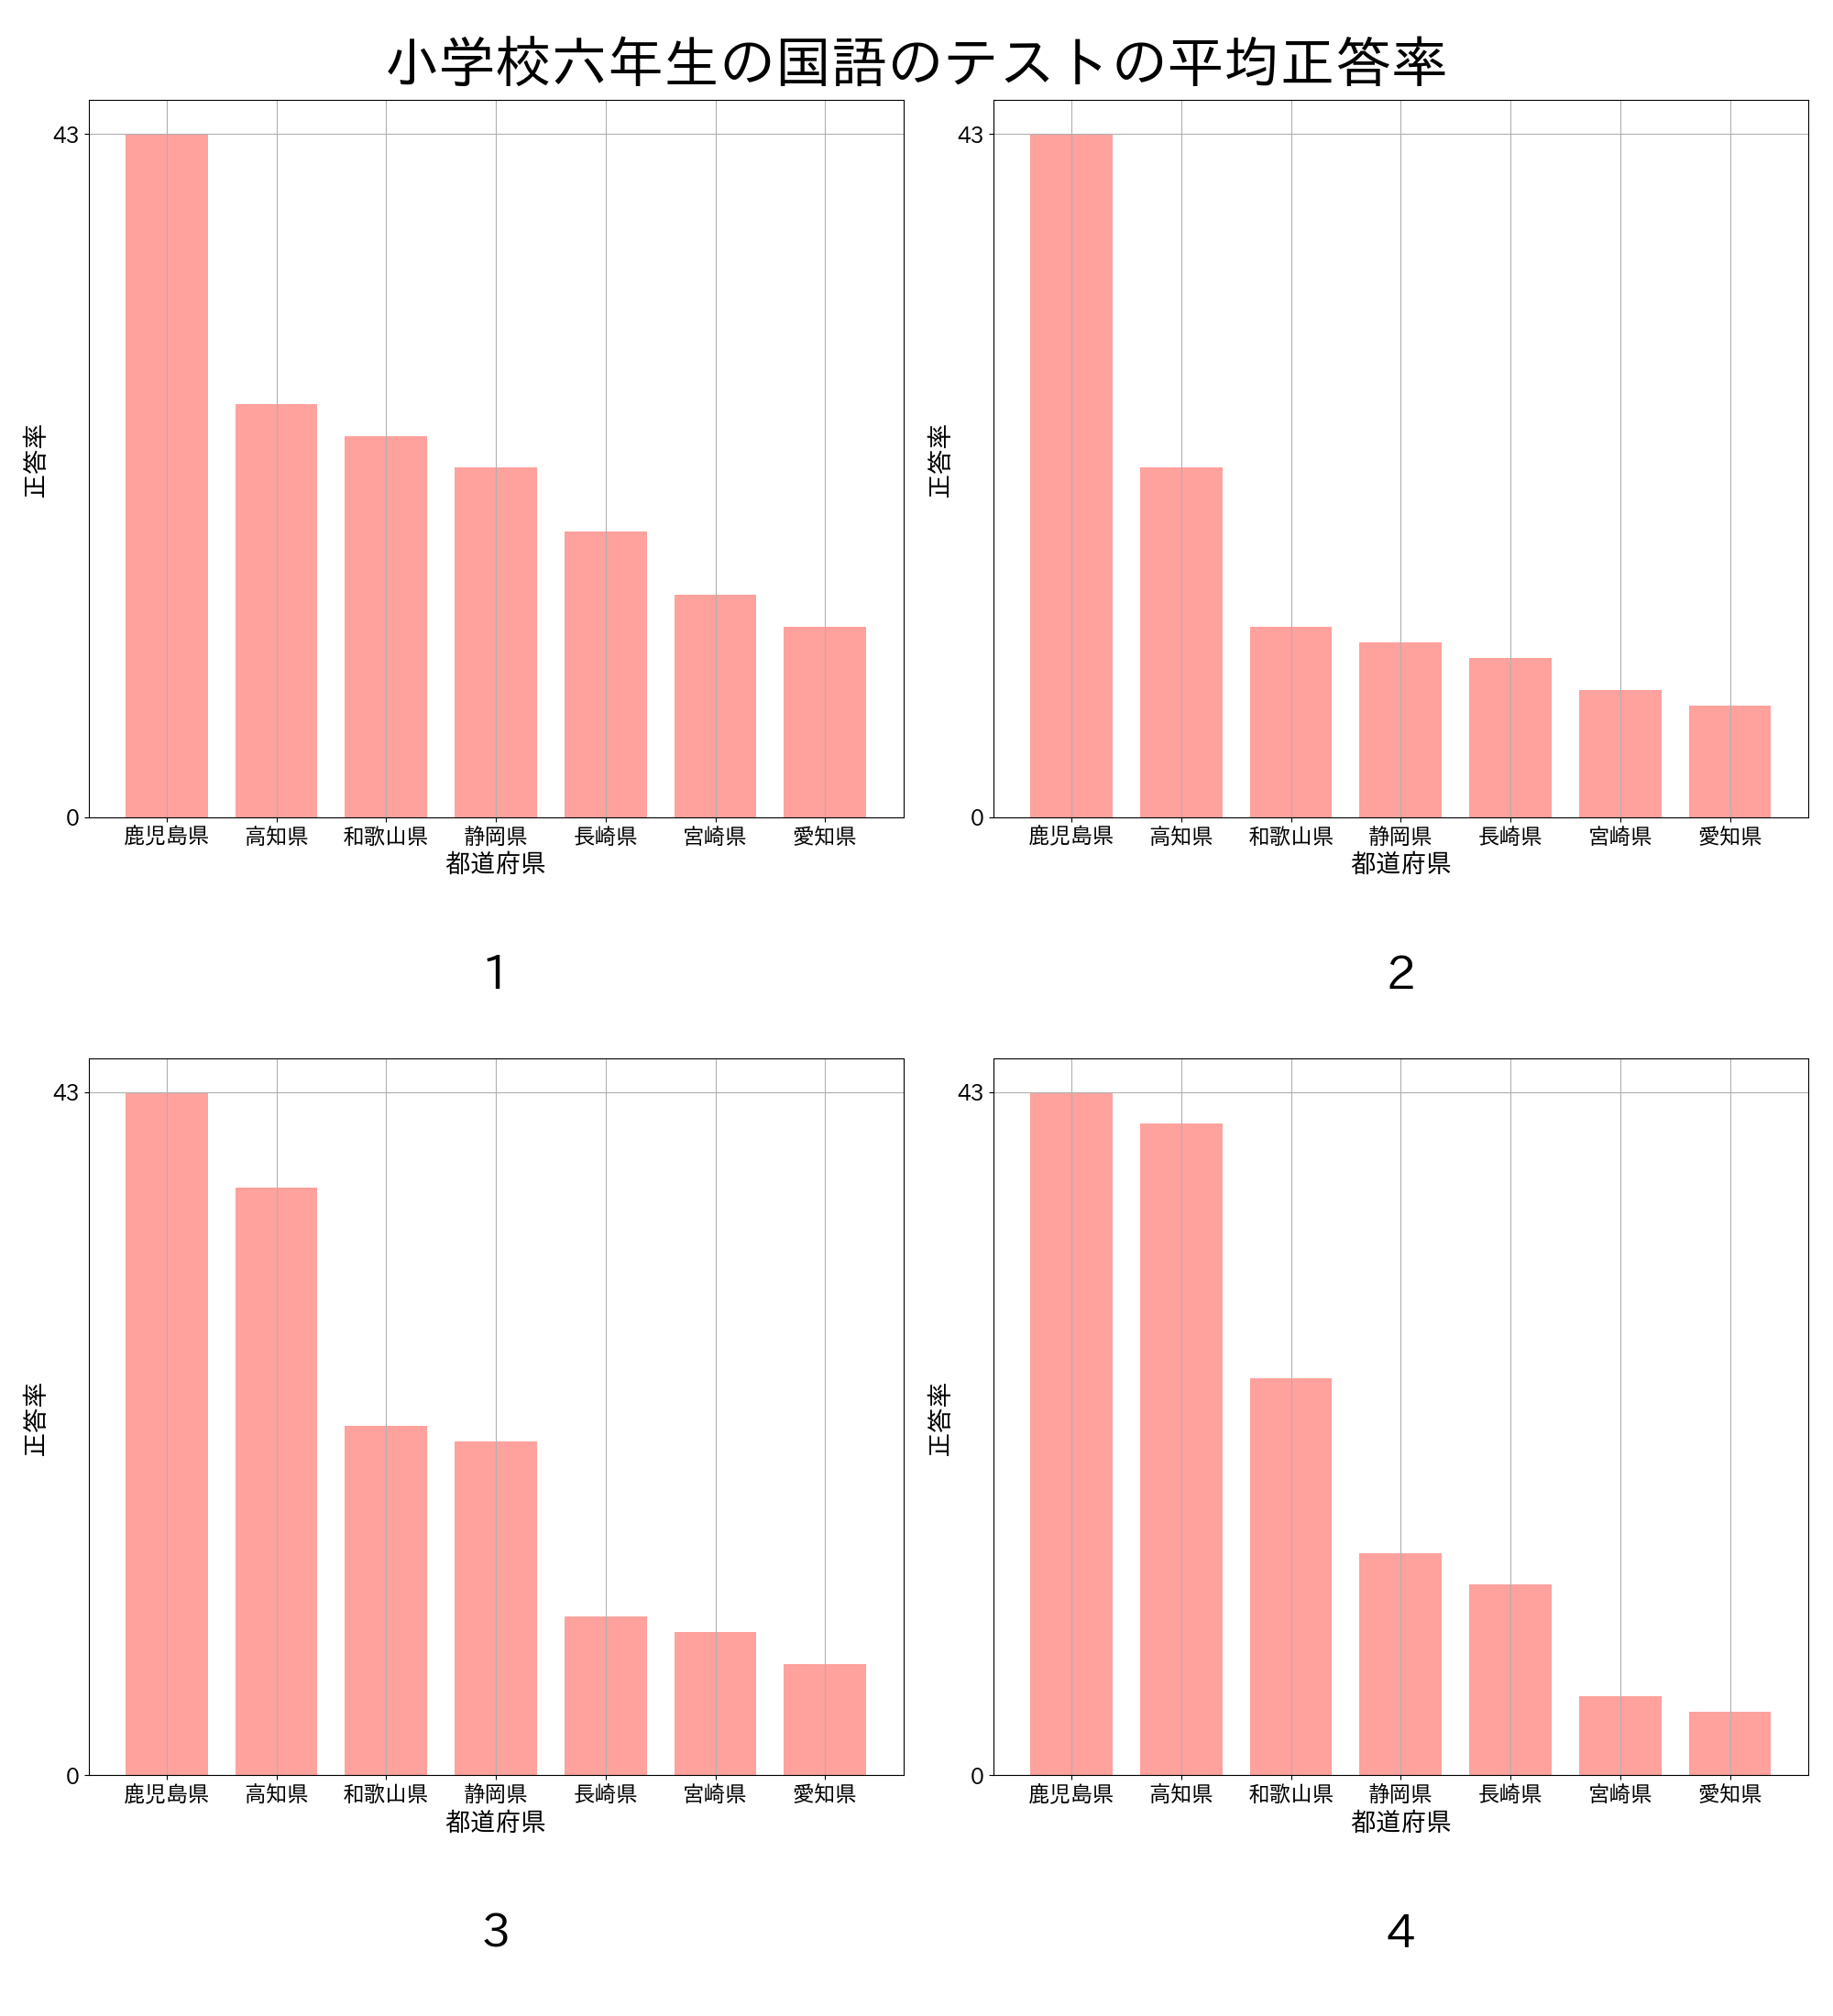 小学校六年生の国語のテストの平均正答率
43
正答率
0
鹿児島県 高知県 和歌山県 静岡県 長崎県 宮崎県 愛知県
都道府県
1
43
正答率
0
鹿児島県 高知県 和歌山県 静岡県 長崎県 宮崎県 愛知県
都道府県
2
43
正答率
0
鹿児島県 高知県 和歌山県 静岡県 長崎県 宮崎県 愛知県
都道府県
3
43
正答率
0
鹿児島県 高知県 和歌山県 静岡県 長崎県 宮崎県 愛知県
都道府県
4